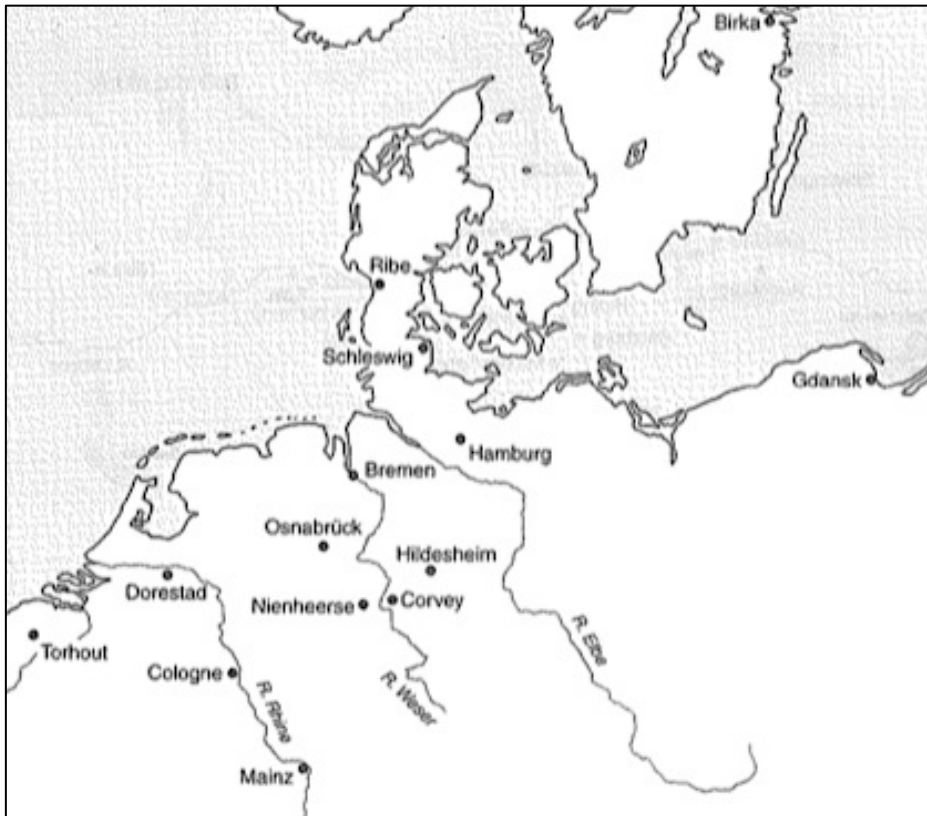 Birka
Ribe
Schleswig
Gdansk
Hamburg
Bremen
Osnabrück
Hildesheim
Dorestad
Nienheerse
Corvey
Torhout
Cologne
R. Rhine
R. Weser
R. Elbe
Mainz